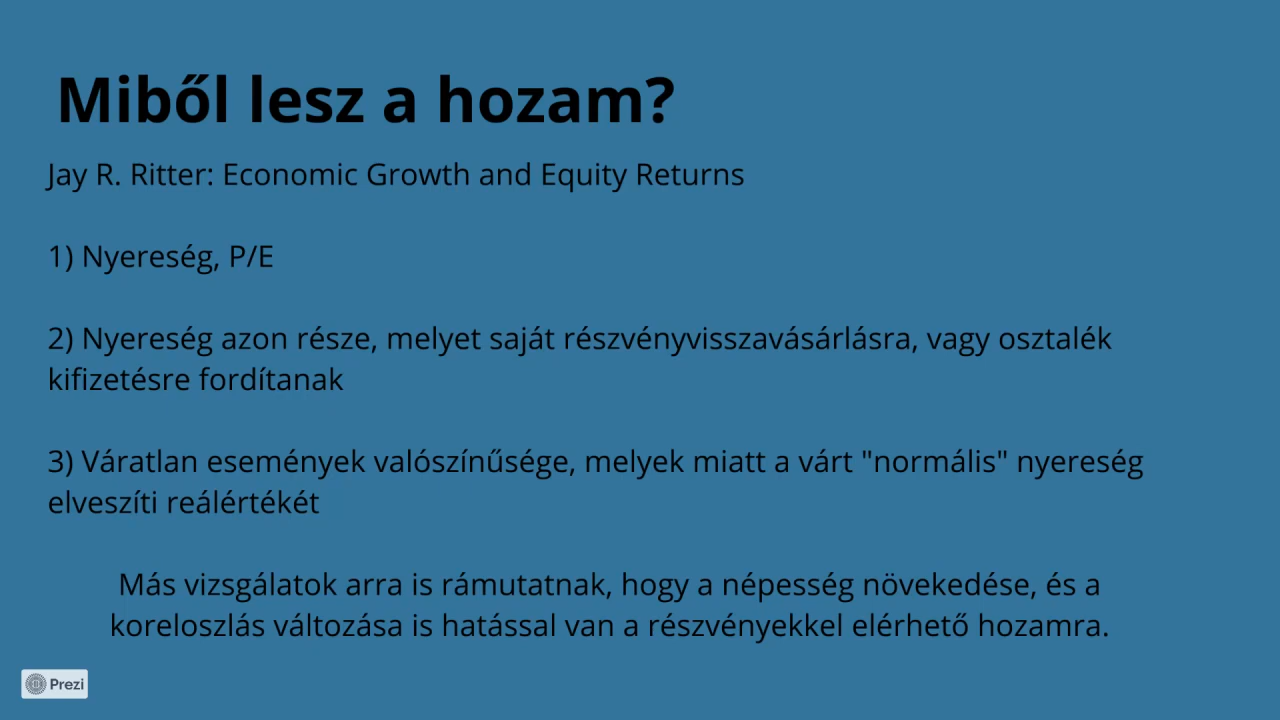 Miből lesz a hozam?
Jay R. Ritter: Economic Growth and Equity Returns
1) Nyereség, P/E
2) Nyereség azon része, melyet saját részvényvisszavásárlásra, vagy osztalék
kifizetésre fordítanak
3) Váratlan események valószínűsége, melyek miatt a várt "normális" nyereség
elveszíti reálértékét
Más vizsgálatok arra is rámutatnak, hogy a népesség növekedése, és a
koreloszlás változása is hatással van a részvényekkel elérhető hozamra.
Prezi